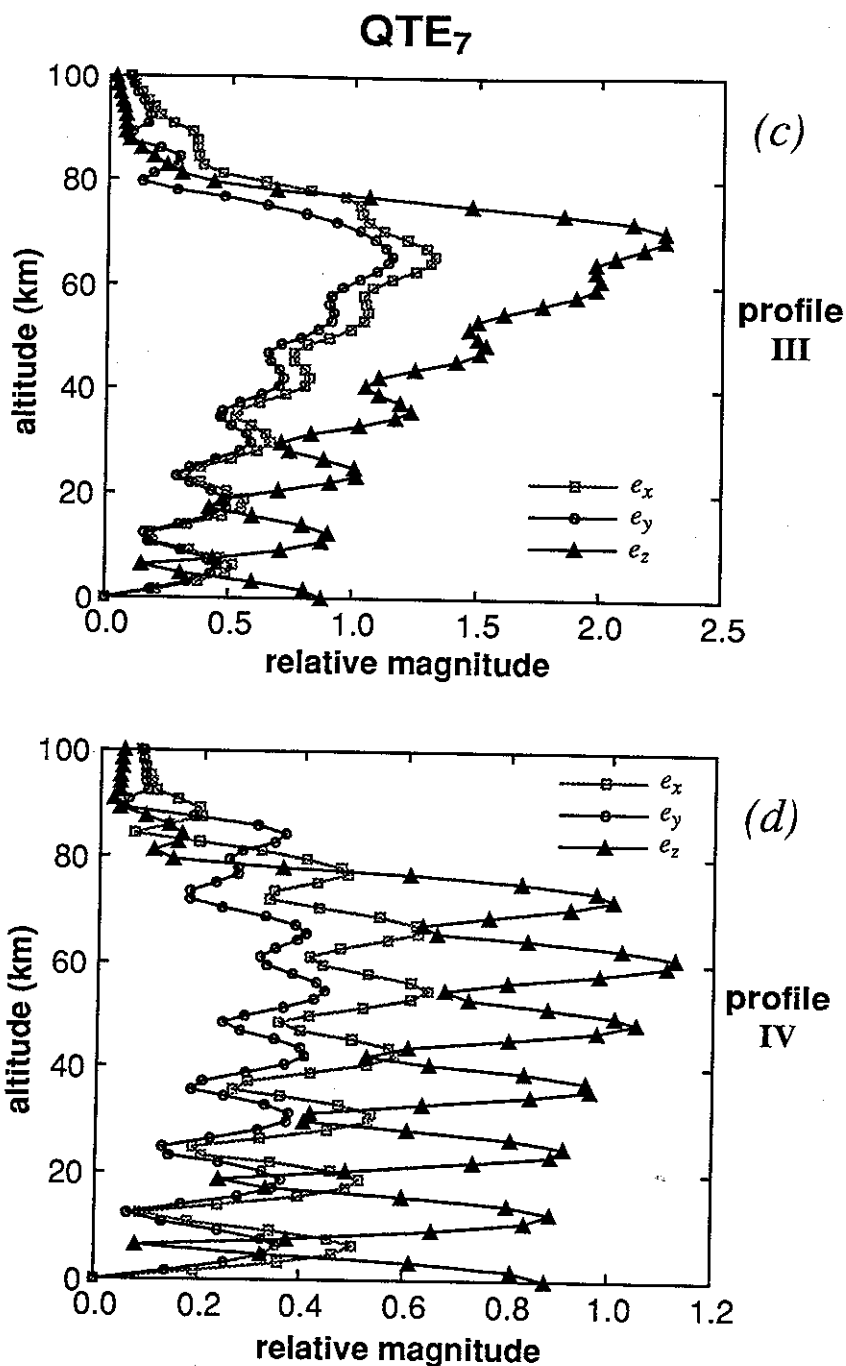 QTE7
(c)
altitude (km)
100
80
60
40
20
0
0.0 0.5 1.0 1.5 2.0 2.5
relative magnitude
ex
ey
ez
profile
III
(d)
altitude (km)
100
80
60
40
20
0
0.0 0.2 0.4 0.6 0.8 1.0 1.2
relative magnitude
ex
ey
ez
profile
IV